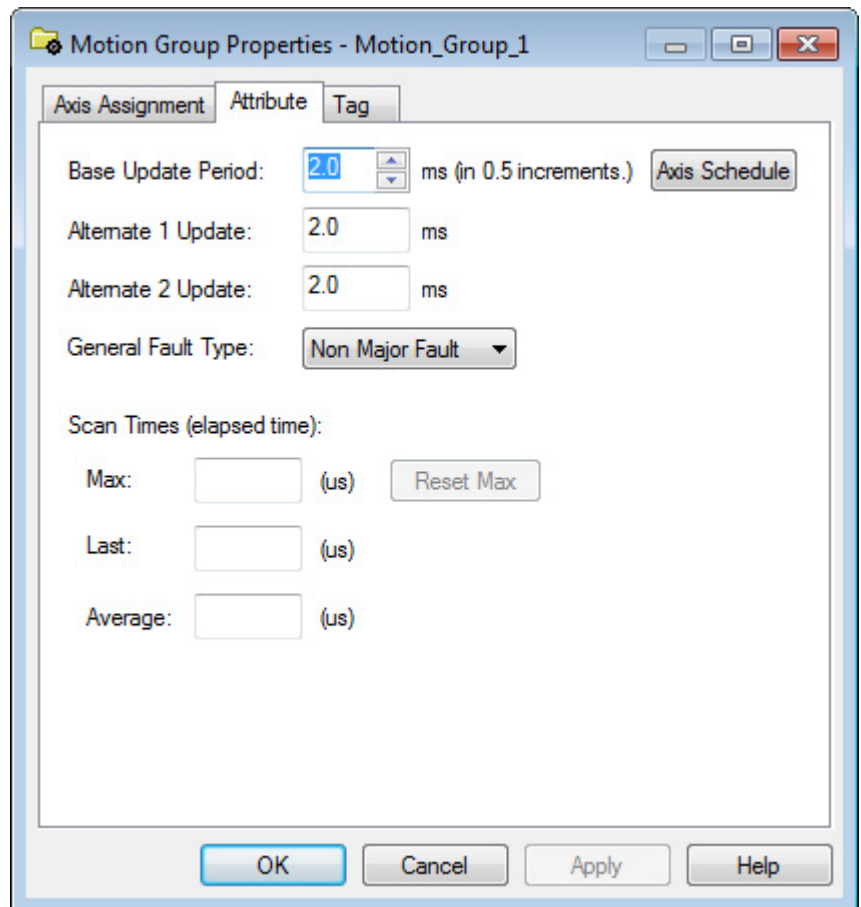 Motion Group Properties - Motion_Group_1
Axis Assignment Attribute Tag
Base Update Period: 2.0 ms (in 0.5 increments.) Axis Schedule
Alternate 1 Update: 2.0 ms
Alternate 2 Update: 2.0 ms
General Fault Type: Non Major Fault
Scan Times (elapsed time):
Max: (us) Reset Max
Last: (us)
Average: (us)
OK Cancel Apply Help